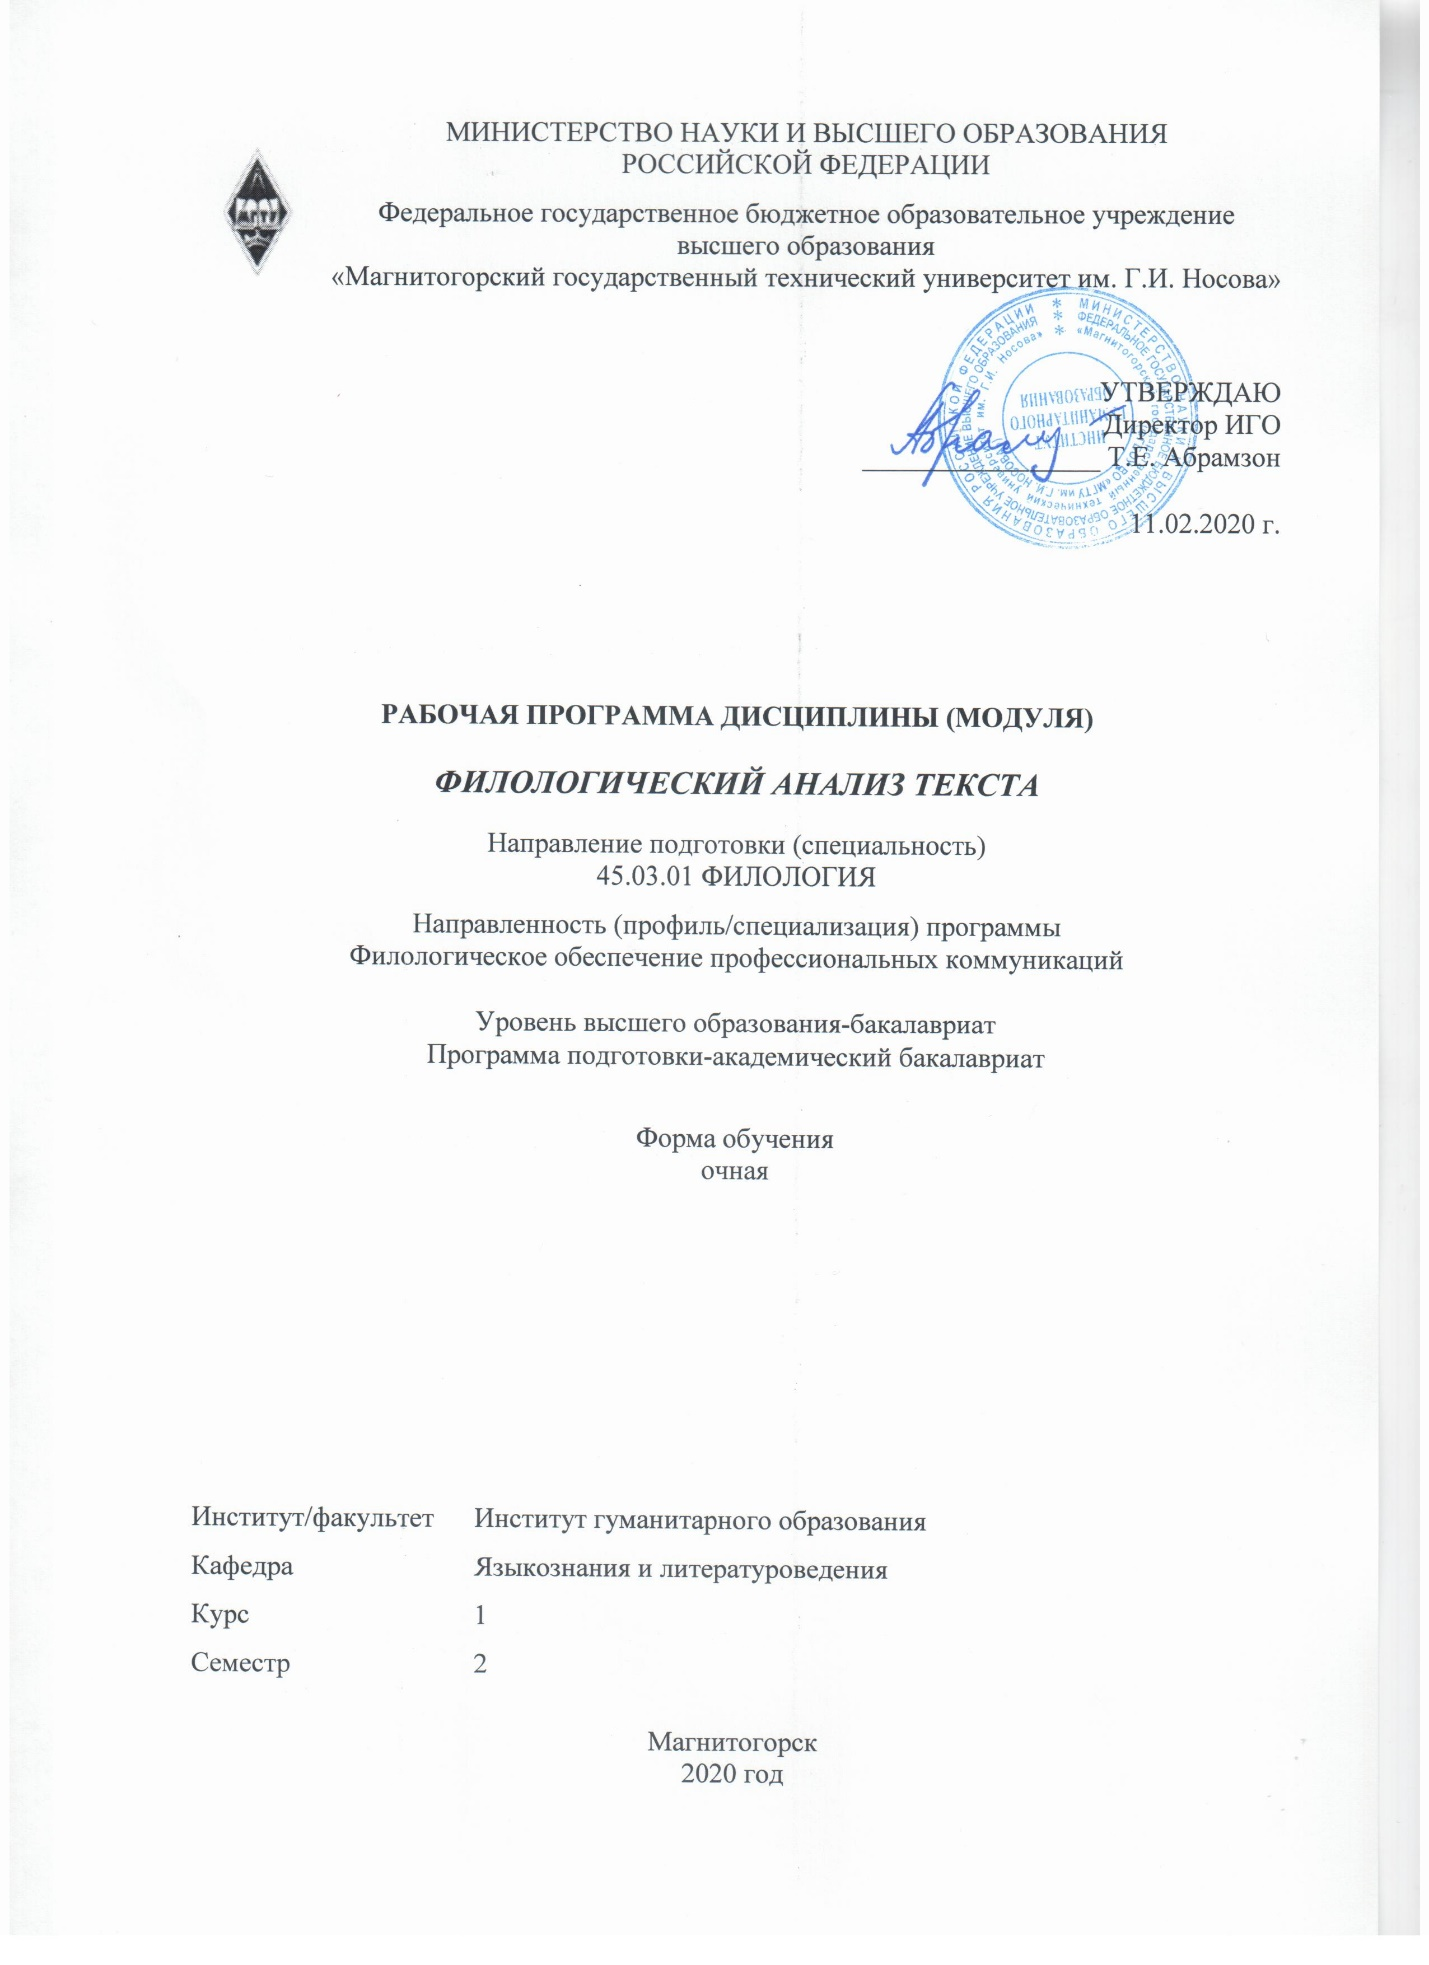 МИНИСТЕРСТВО НАУКИ И ВЫСШЕГО ОБРАЗОВАНИЯ
РОССИЙСКОЙ ФЕДЕРАЦИИ
Федеральное государственное бюджетное образовательное учреждение
высшего образования
«Магнитогорский государственный технический университет им. Г.И. Носова»
УТВЕРЖДАЮ
Директор ИГО
Т.Е. Абрамзон
11.02.2020 г.
РАБОЧАЯ ПРОГРАММА ДИСЦИПЛИНЫ (МОДУЛЯ)
ФИЛОЛОГИЧЕСКИЙ АНАЛИЗ ТЕКСТА
Направление подготовки (специальность)
45.03.01 ФИЛОЛОГИЯ
Направленность (профиль/специализация) программы
Филологическое обеспечение профессиональных коммуникаций
Уровень высшего образования-бакалавриат
Программа подготовки-академический бакалавриат
Форма обучения
очная
Институт/факультет Институт гуманитарного образования
Кафедра Языкознания и литературоведения
Курс 1
Семестр 2
Магнитогорск
2020 год